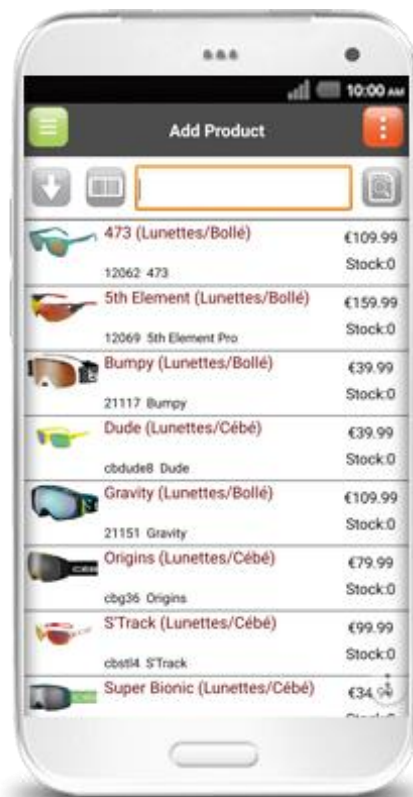 10:00 AM
Add Product
473 (Lunettes/Bollé)
€109.99
Stock:0
12062 473
5th Element (Lunettes/Bollé)
€159.99
Stock:0
12069 5th Element Pro
Bumpy (Lunettes/Bollé)
€39.99
Stock:0
21117 Bumpy
Dude (Lunettes/Cébé)
€39.99
Stock:0
cbdude8 Dude
Gravity (Lunettes/Bollé)
€109.99
Stock:0
21151 Gravity
Origins (Lunettes/Cébé)
€79.99
Stock:0
cbg36 Origins
S'Track (Lunettes/Cébé)
€99.99
Stock:0
cbstl4 S'Track
Super Bionic (Lunettes/Cébé)
€34.99